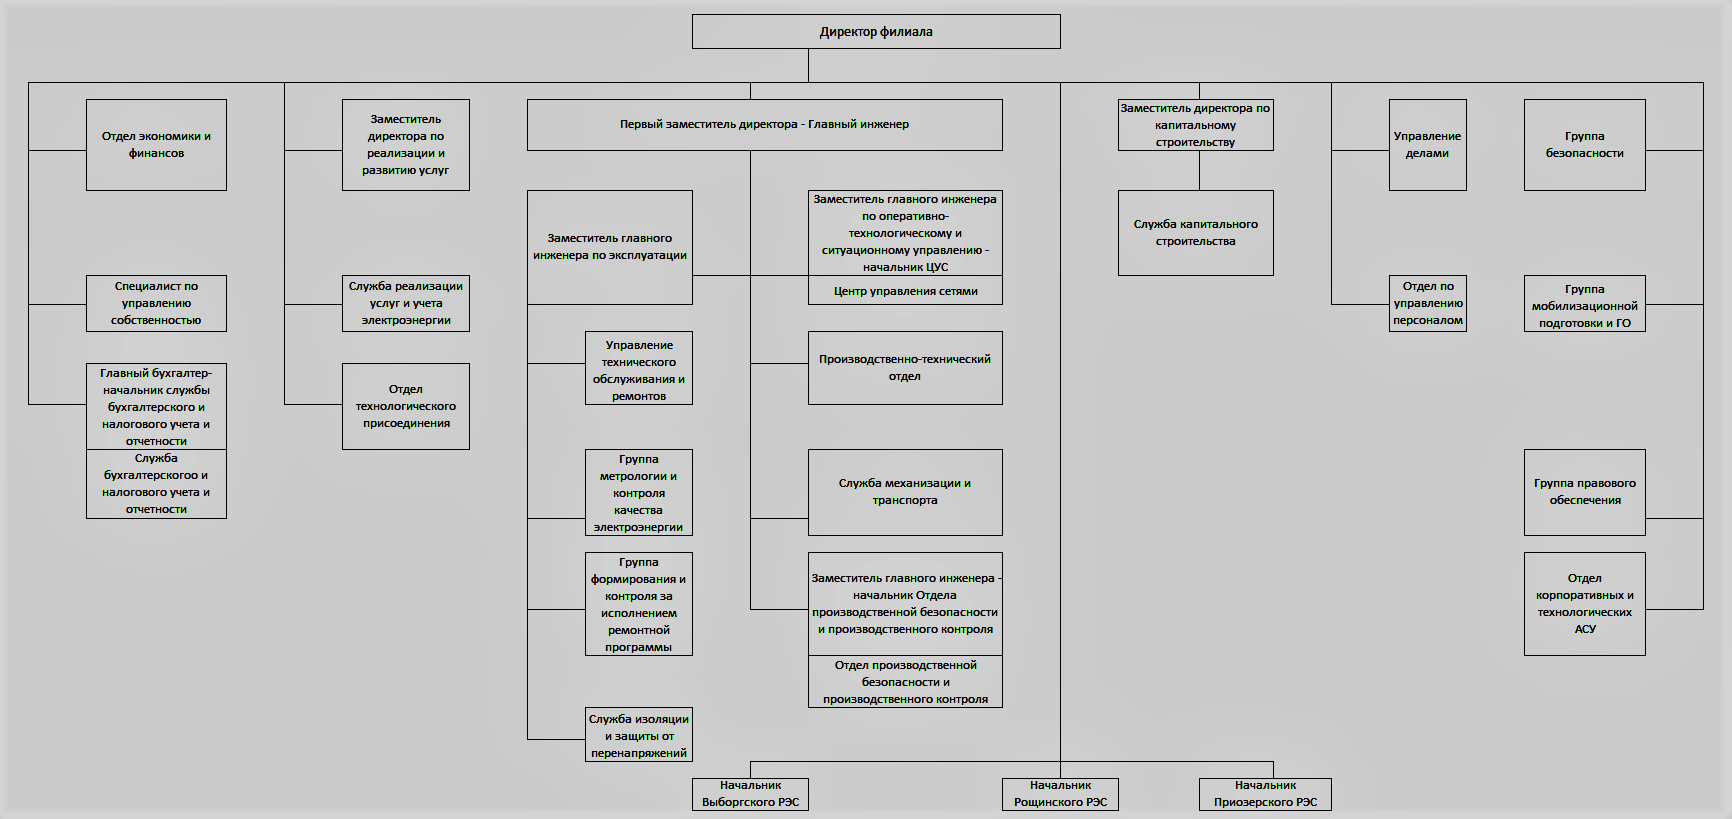 Директор филиала
Отдел экономики и
финансов
Специалист по
управлению
собственностью
Главный бухгалтер-
начальник службы
бухгалтерского и
налогового учета и
отчетности
Служба
бухгалтерскогоо и
налогового учета и
отчетности
Заместитель
директора по
реализации и
развитию услуг
Служба реализации
услуг и учета
электроэнергии
Отдел
технологического
присоединения
Первый заместитель директора - Главный инженер
Заместитель главного
инженера по эксплуатации
Управление
технического
обслуживания и
ремонтов
Группа
метрологии и
контроля
качества
электроэнергии
Группа
формирования и
контроля за
исполнением
ремонтной
программы
Служба изоляции
и защиты от
перенапряжений
Заместитель главного инженера
по оперативно-
технологическому и
ситуационному управлению -
начальник ЦУС
Центр управления сетями
Производственно-технический
отдел
Служба механизации и
транспорта
Заместитель главного инженера -
начальник Отдела
производственной безопасности
и производственного контроля
Отдел производственной
безопасности и
производственного контроля
Заместитель директора по
капитальному
строительству
Служба капитального
строительства
Управление
делами
Отдел по
управлению
персоналом
Группа
безопасности
Группа
мобилизационной
подготовки и ГО
Группа правового
обеспечения
Отдел
корпоративных и
технологических
АСУ
Начальник
Выборгского РЭС
Начальник
Рощинского РЭС
Начальник
Приозерского РЭС